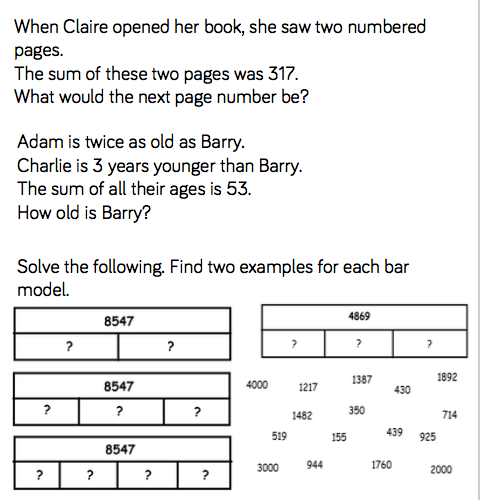 When Claire opened her book, she saw two numbered
pages.
The sum of these two pages was 317.
What would the next page number be?
Adam is twice as old as Barry.
Charlie is 3 years younger than Barry.
The sum of all their ages is 53.
How old is Barry?
Solve the following. Find two examples for each bar
model.
8547
? ?
8547
? ? ?
8547
? ? ? ?
4869
? ? ?
4000 1217 1387 430 1892
1482 350 714
519 155 439 925
3000 944 1760 2000